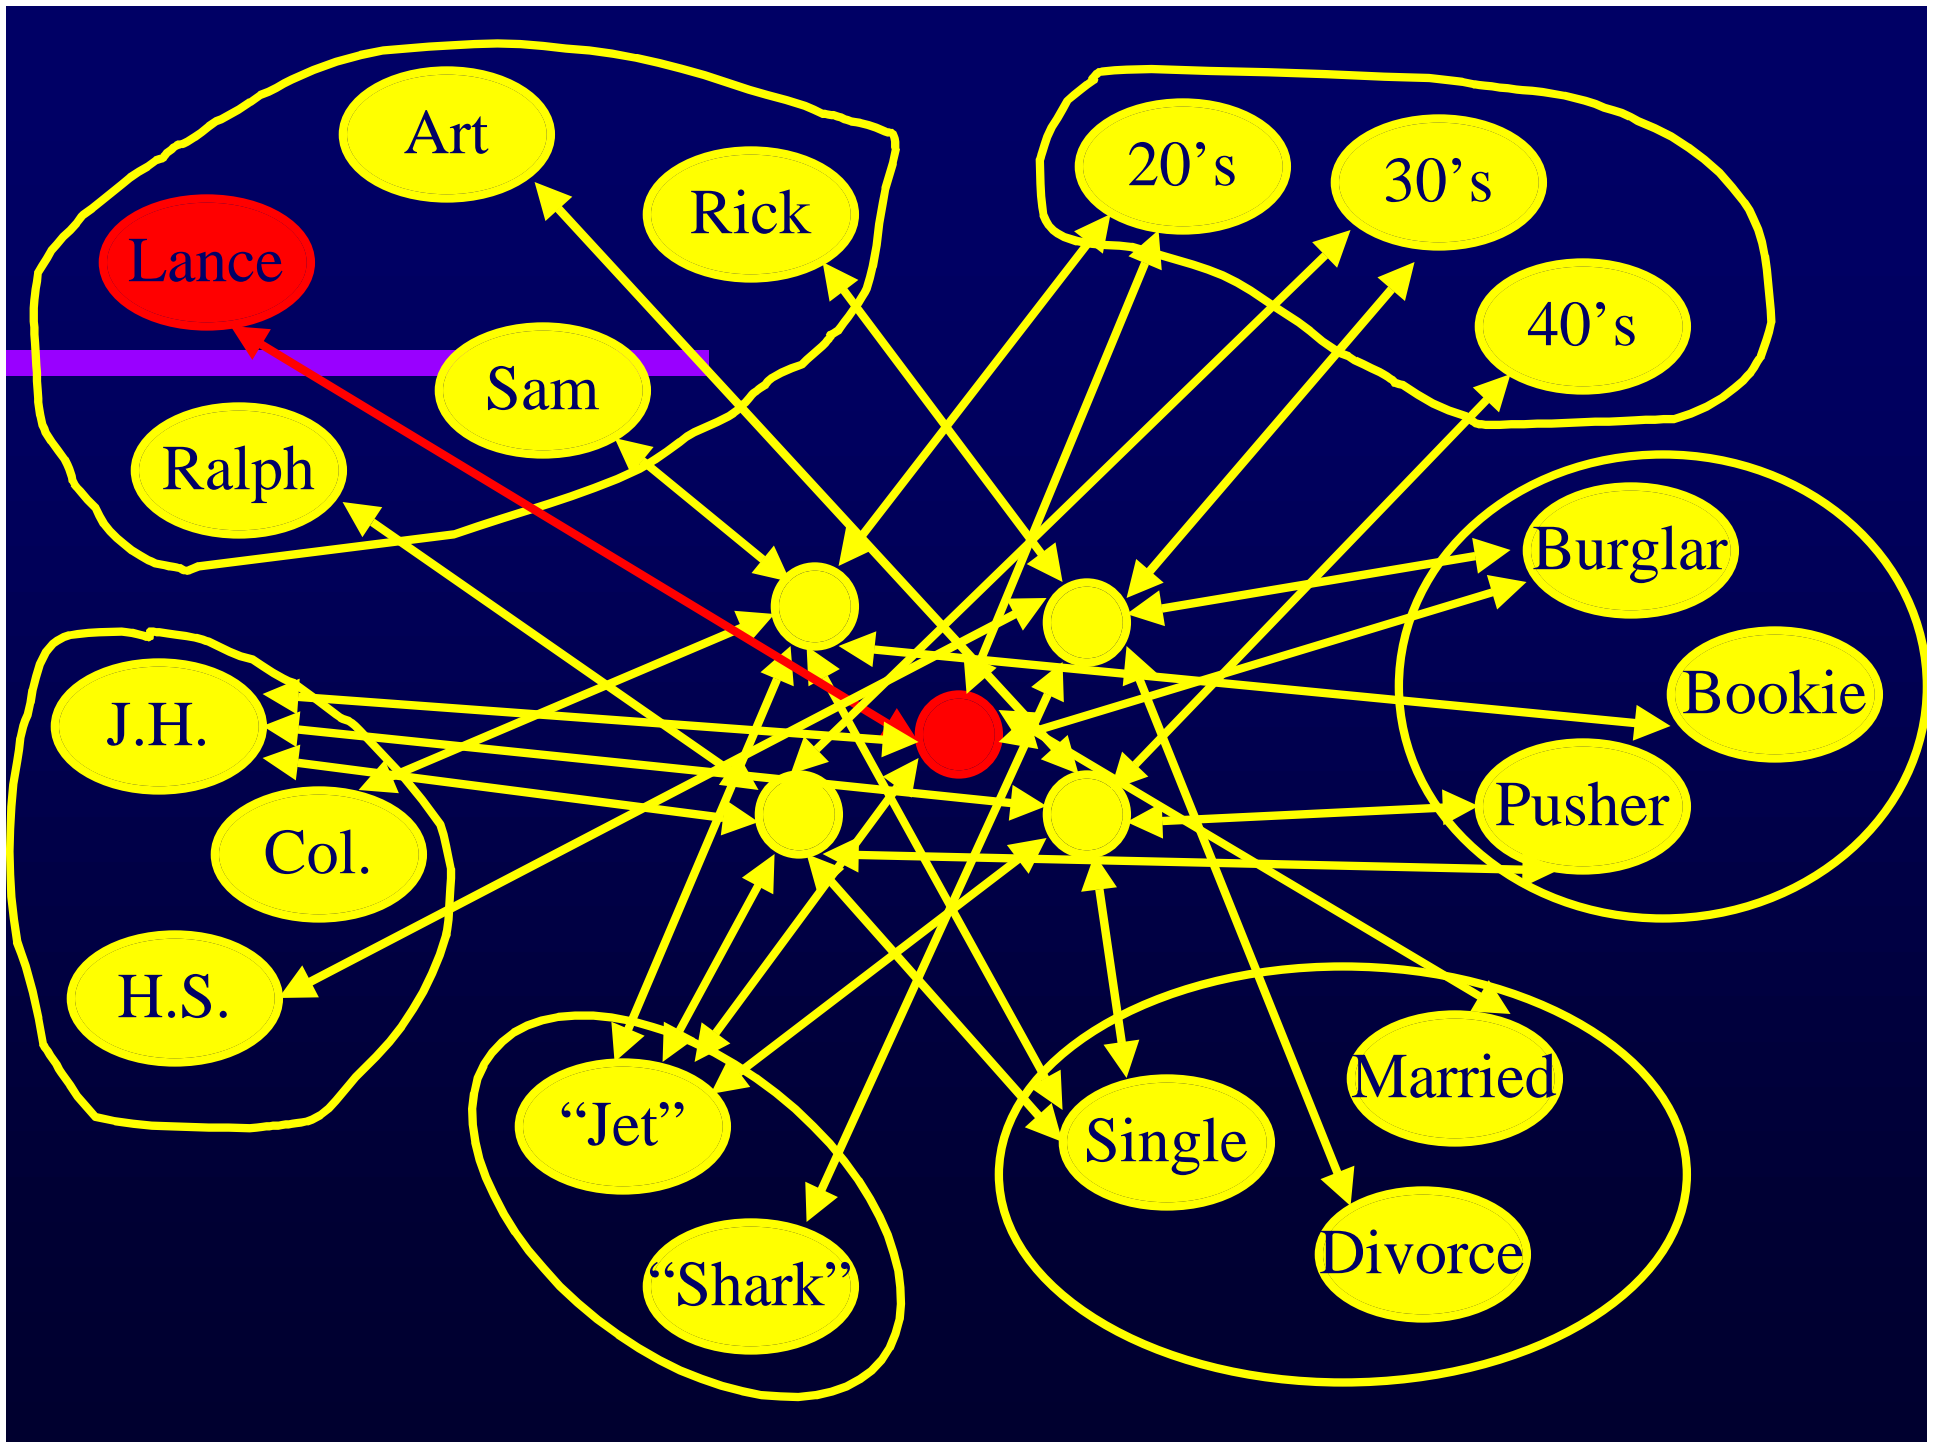 Art
Rick
Lance
Sam
Ralph
20’s
30’s
40’s
Burglar
Bookie
Pusher
J.H.
Col.
H.S.
“Jet”
“Shark”
Single
Married
Divorce